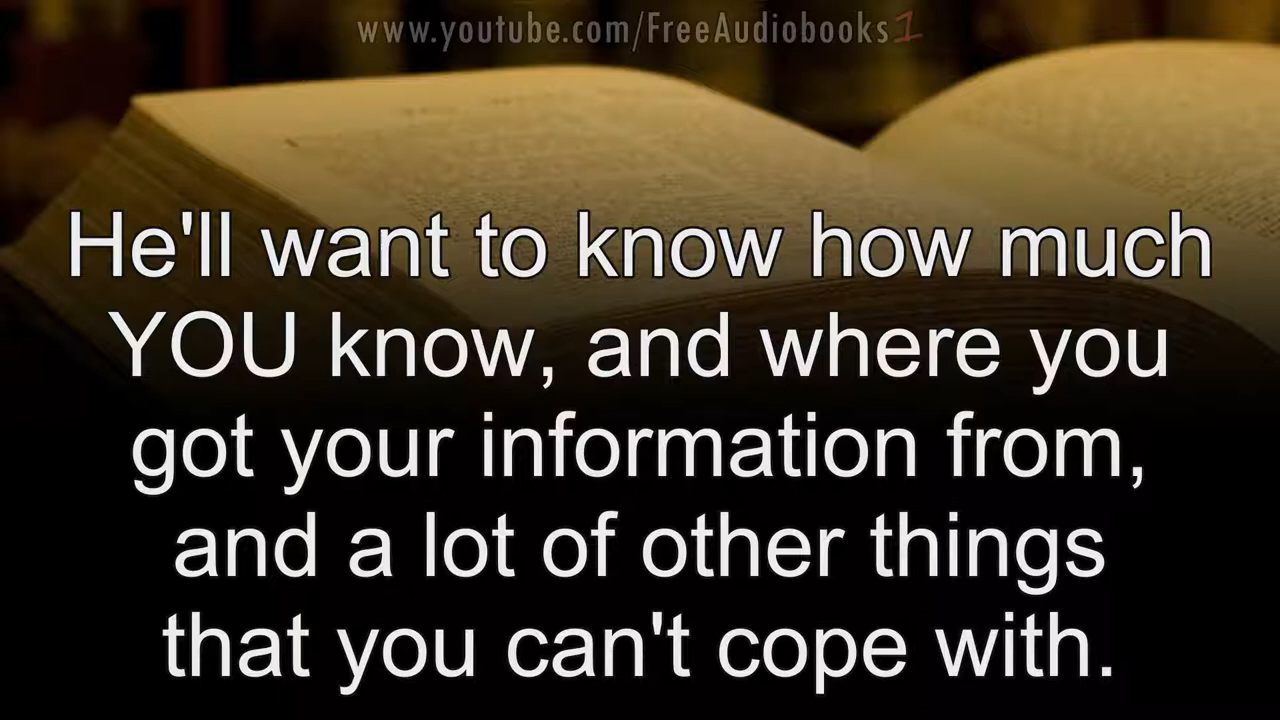 www.youtube.com/FreeAudiobooks1
He'll want to know how much
YOU know, and where you
got your information from,
and a lot of other things
that you can't cope with.